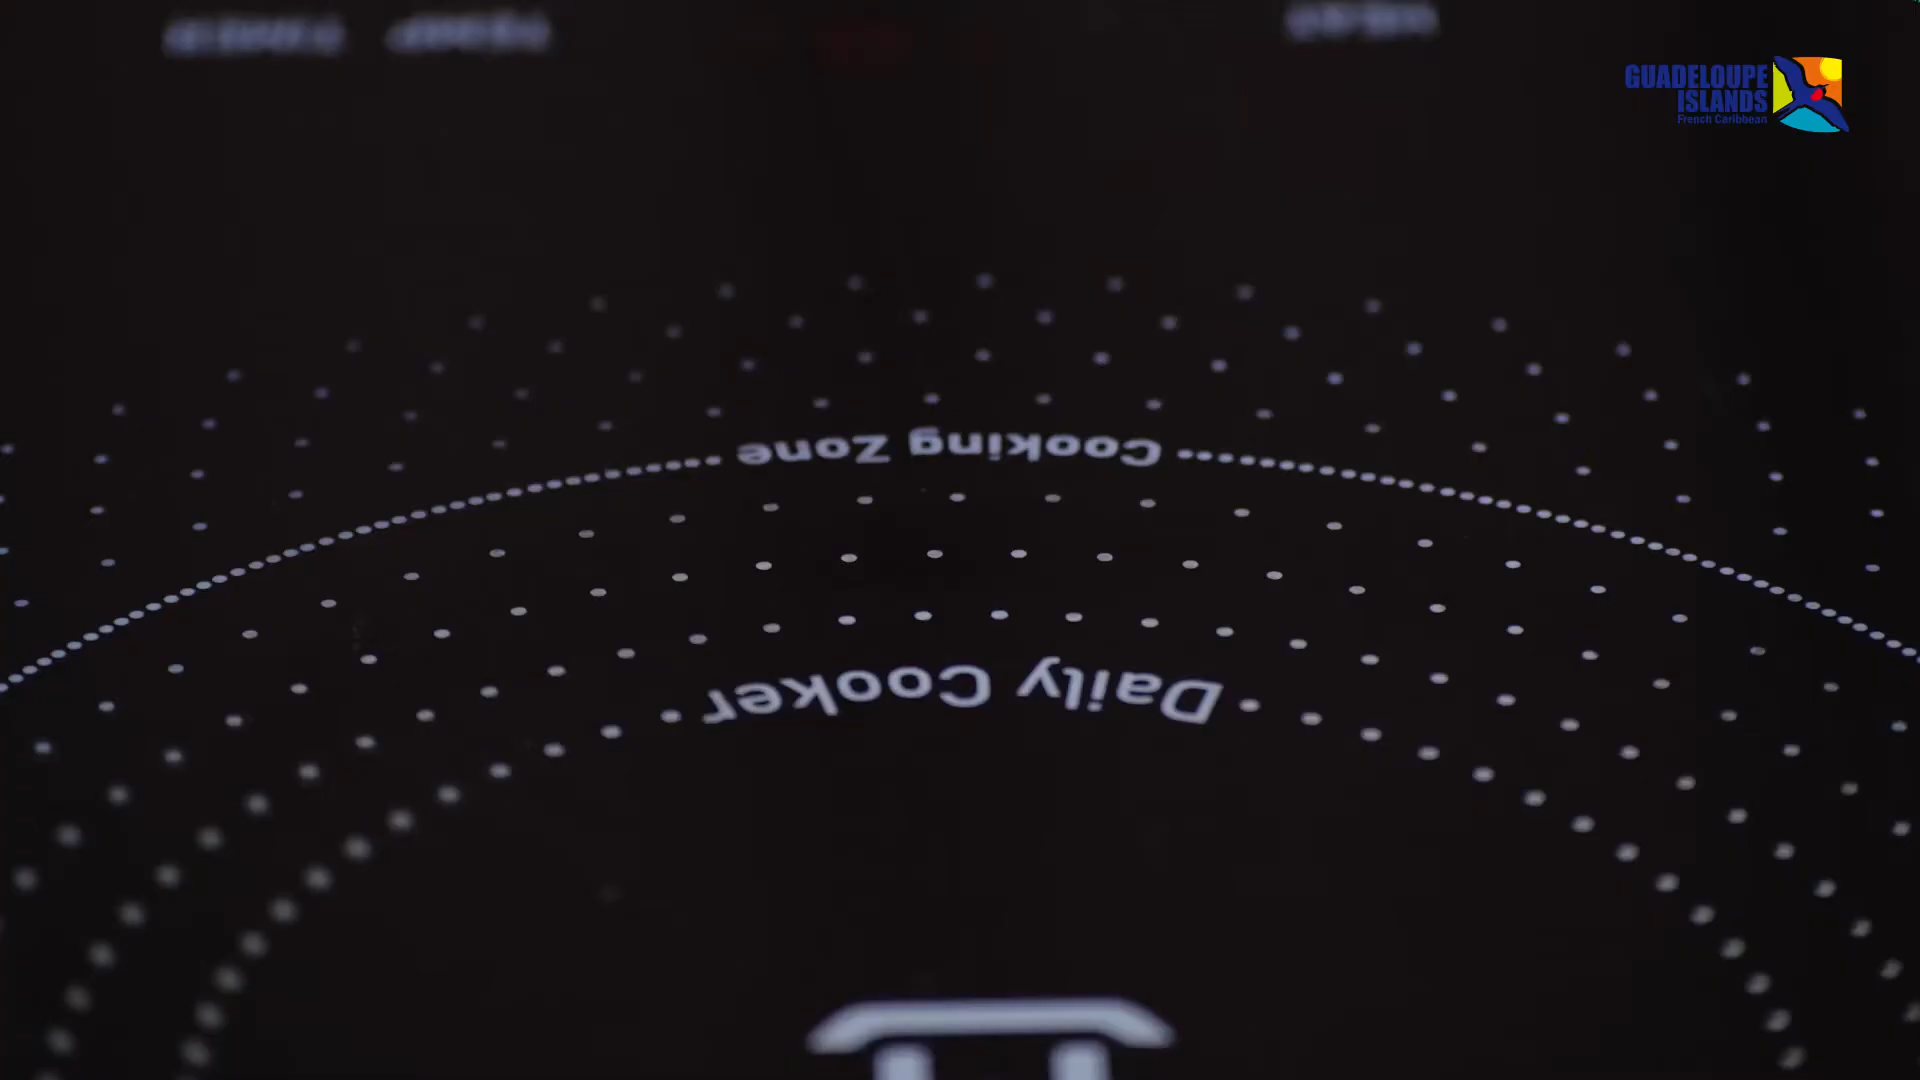 GUADELOUPE
ISLANDS
French Caribbean
Cooking Zone
Daily Cooker